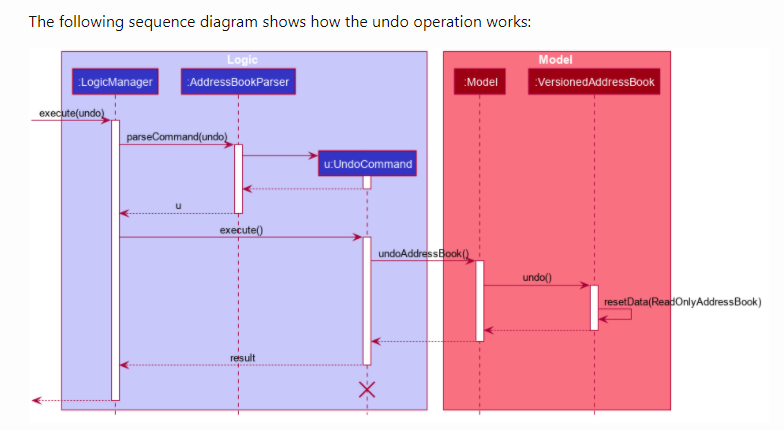 The following sequence diagram shows how the undo operation works:
Logic
Model
:LogicManager
:AddressBookParser
:Model
:VersionedAddressBook
execute(undo)
parseCommand(undo)
u:UndoCommand
u
execute()
undoAddressBook()
undo()
resetData(ReadOnlyAddressBook)
result